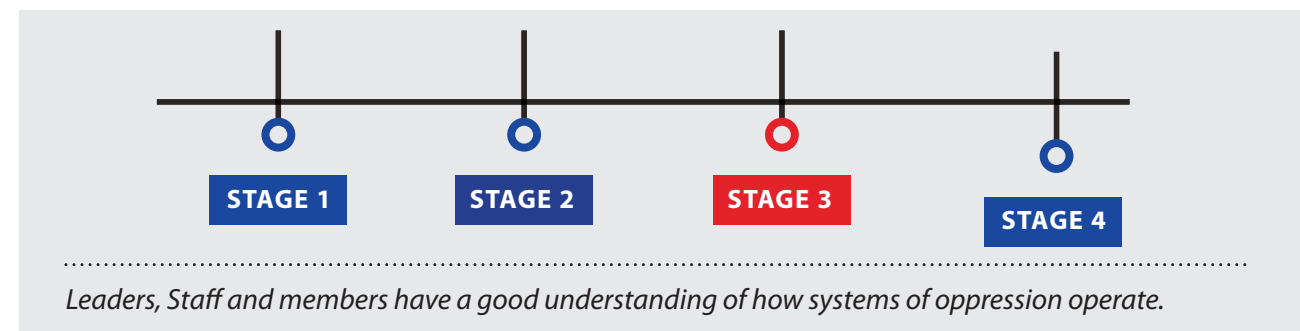 STAGE 1
STAGE 2
STAGE 3
STAGE 4
Leaders, Staff and members have a good understanding of how systems of oppression operate.